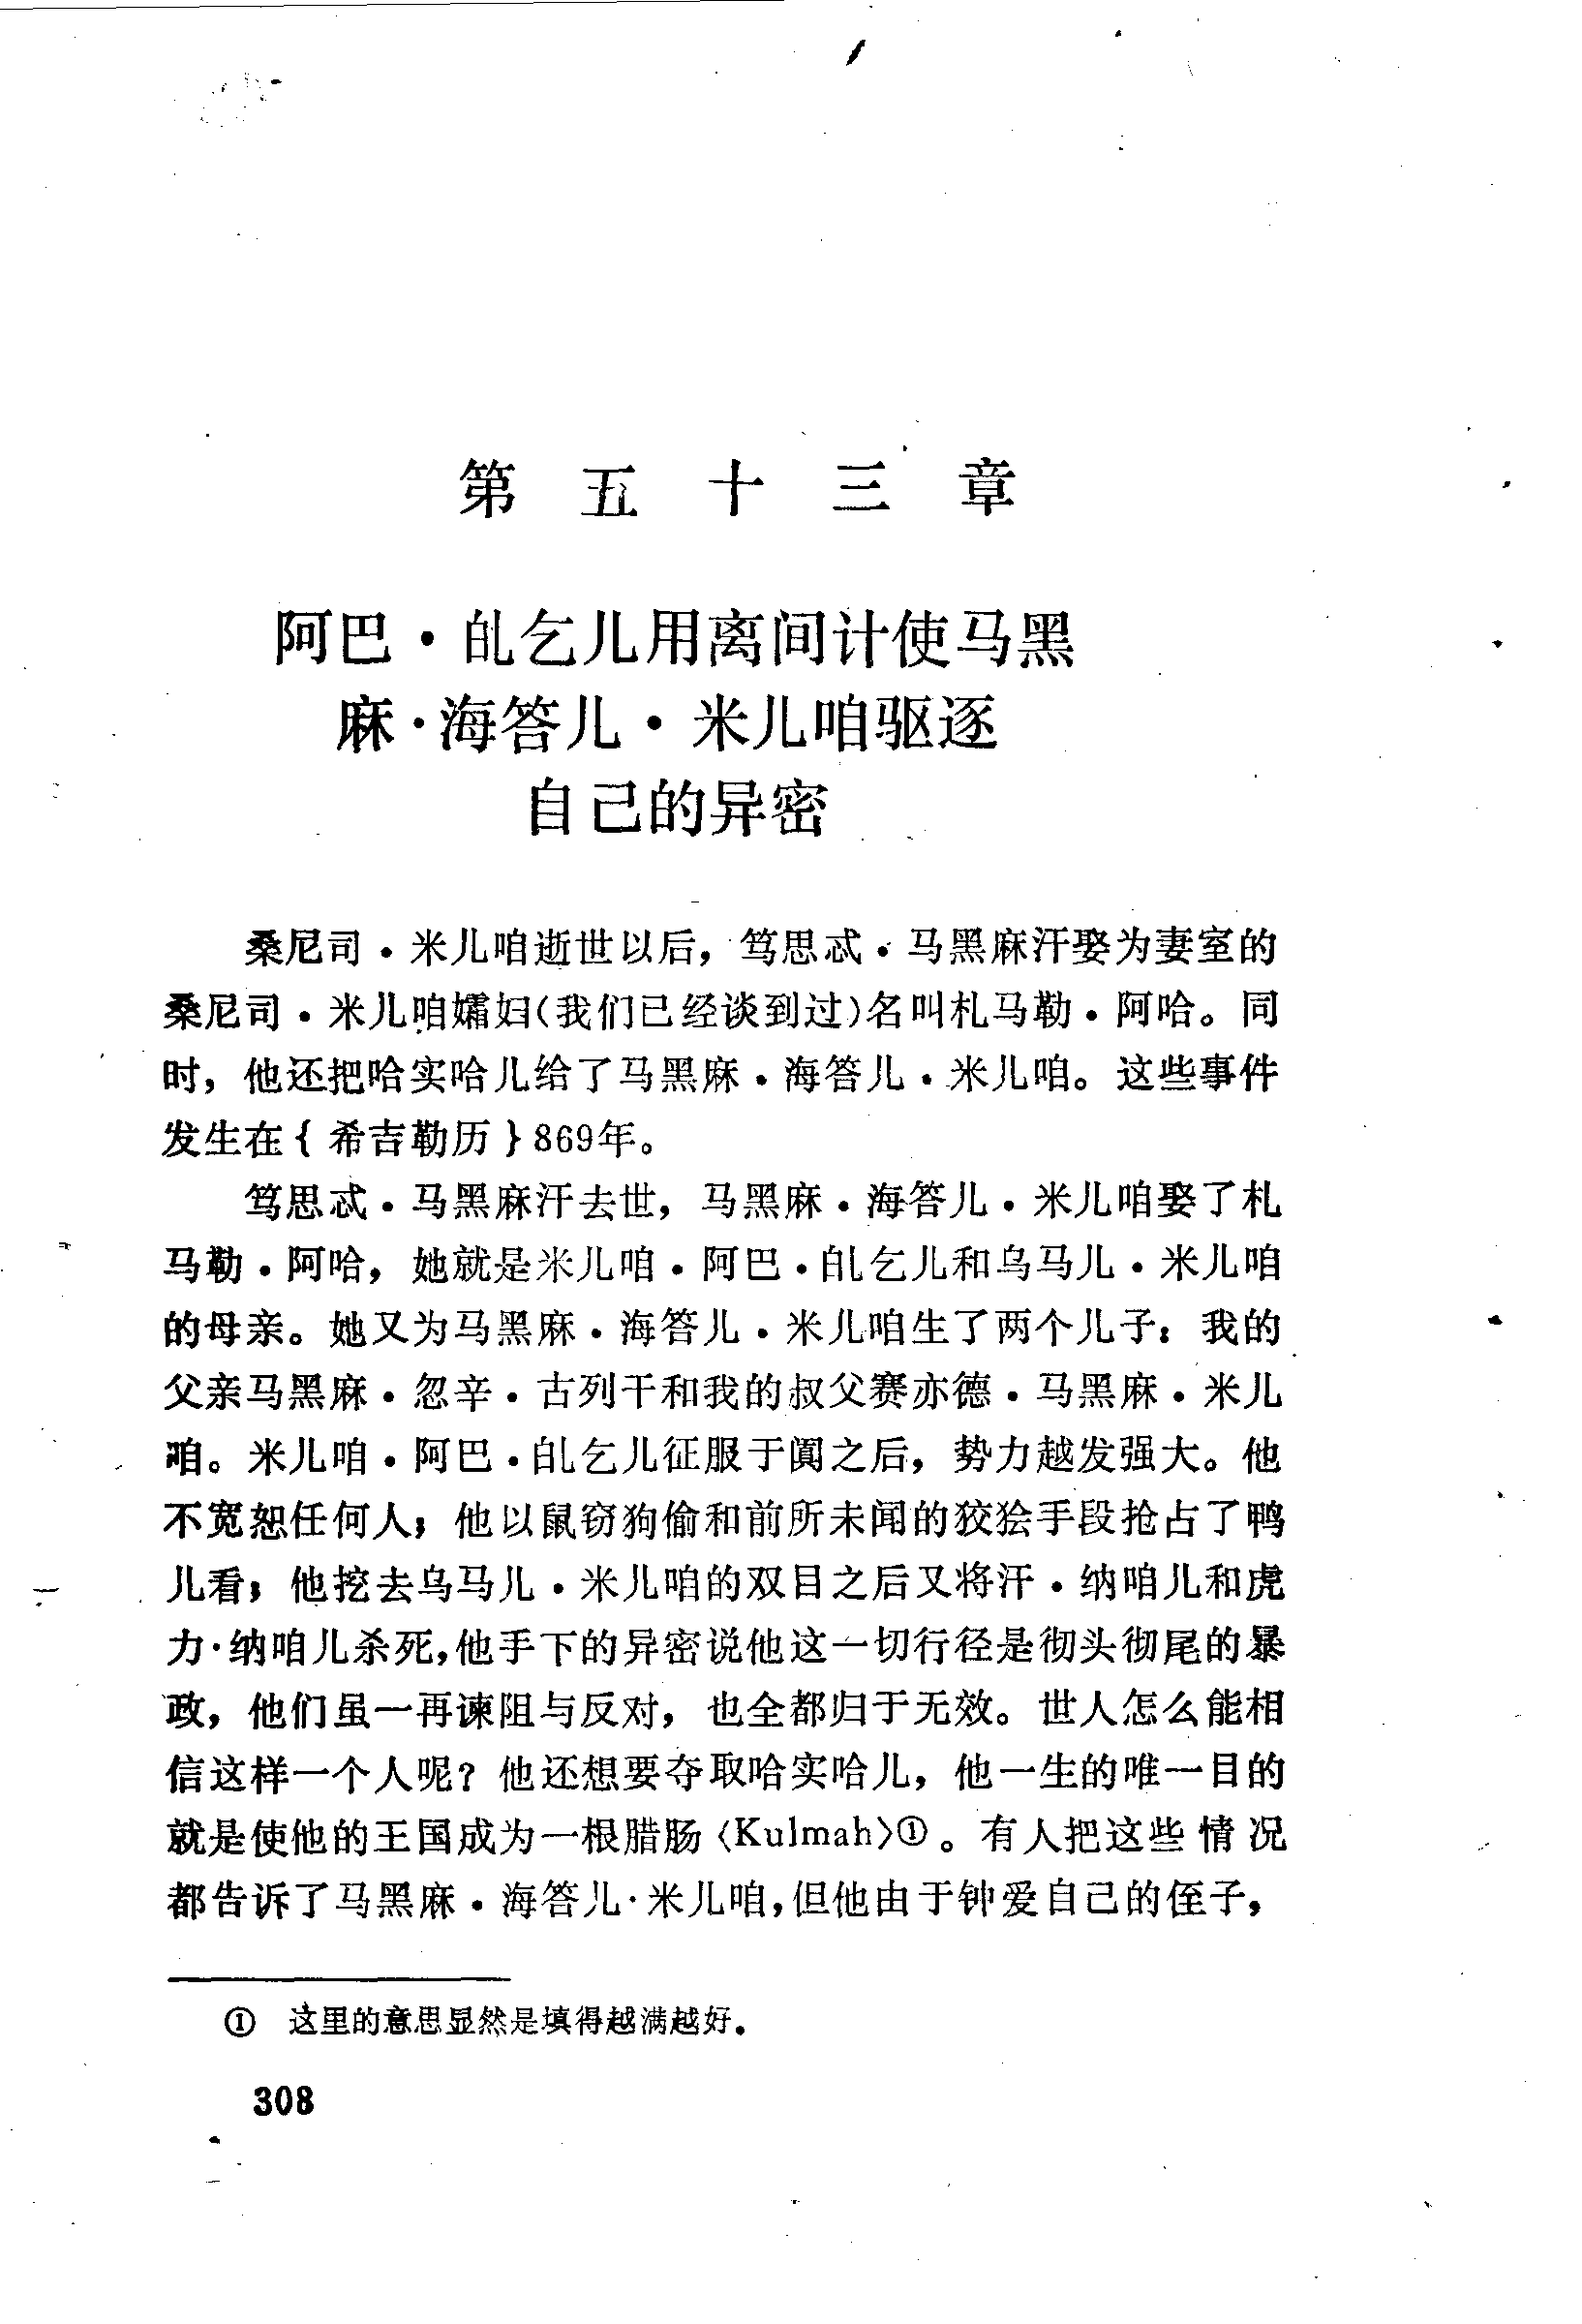 第五十三章
阿巴·癿乞儿用离间计使马黑
麻·海答儿·米儿咱驱逐
自己的异密
桑尼司·米儿咱逝世以后，笃思忒·马黑麻汗娶为妻室的
桑尼司·米儿咱孀妇(我们已经谈到过)名叫札马勒·阿哈。同
时，他还把哈实哈儿给了马黑麻·海答儿·米儿咱。这些事件
发生在{希吉勒历}869年。
笃思忒·马黑麻汗去世，马黑麻·海答儿·米儿咱娶了札
马勒·阿哈，她就是米儿咱·阿巴·癿乞儿和乌马儿·米儿咱
的母亲。她又为马黑麻·海答儿·米儿咱生了两个儿子：我的
父亲马黑麻·忽辛·古列干和我的叔父赛亦德·马黑麻·米儿
咱。米儿咱·阿巴·癿乞儿征服于阗之后，势力越发强大。他
不宽恕任何人；他以鼠窃狗偷和前所未闻的狡狯手段抢占了鸭
儿看；他挖去乌马儿·米儿咱的双目之后又将汗·纳咱儿和虎
力·纳咱儿杀死，他手下的异密说他这一切行径是彻头彻尾的暴
政，他们虽一再谏阻与反对，也全都归于无效。世人怎么能相
信这样一个人呢？他还想要夺取哈实哈儿，他一生的唯一目的
就是使他的王国成为一根腊肠〈Kulmah〉①。有人把这些情况
都告诉了马黑麻·海答儿·米儿咱，但他由于钟爱自己的侄子，
① 这里的意思显然是填得越满越好。
308